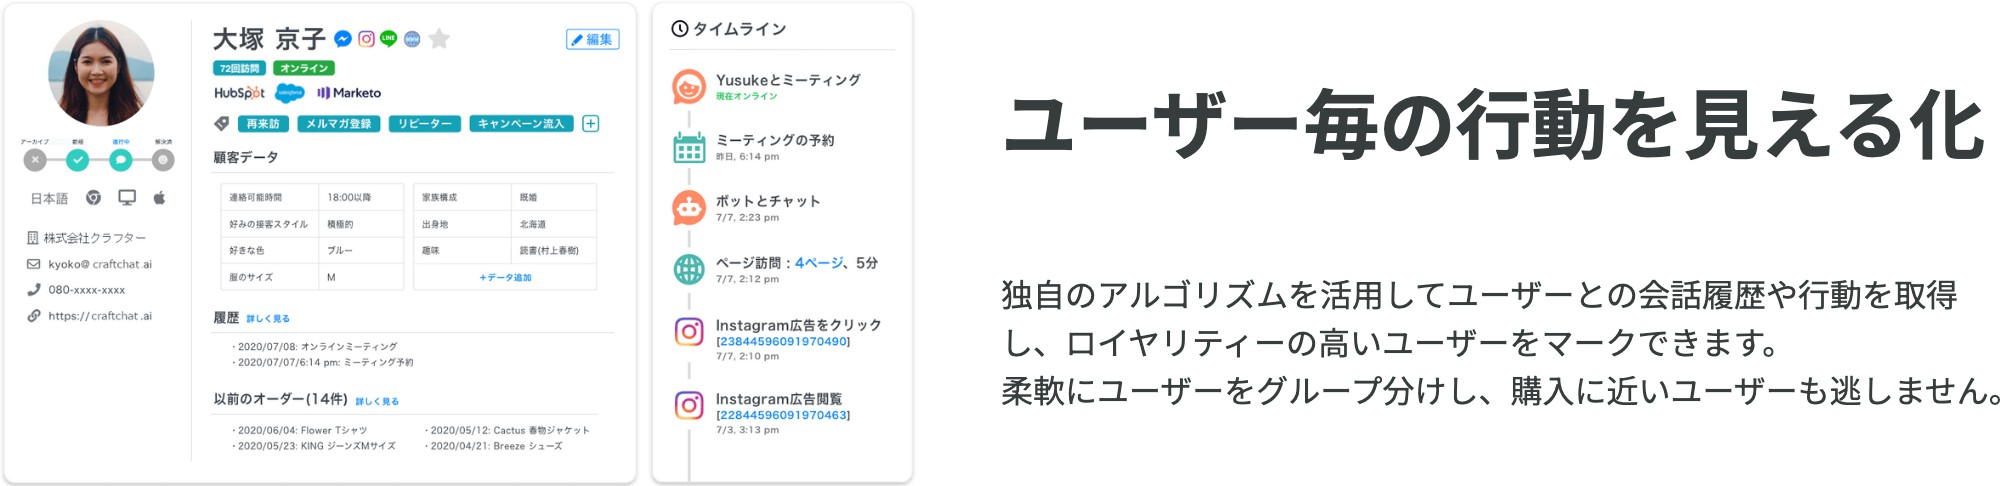 大塚 京子
LINE
編集
72回訪問 オンライン
HubSpot salesforce Marketo
再来訪 メルマガ登録 リピーター キャンペーン流入
アーカイブ 新規 進行中 解決済
日本語
株式会社クラフター
kyoko@ craftchat.ai
080-xxxx-xxxx
https://craftchat.ai
顧客データ
連絡可能時間 18:00以降 家族構成 既婚
好みの接客スタイル 積極的 出身地 北海道
好きな色 ブルー 趣味 読書(村上春樹)
服のサイズ M +データ追加
履歴 詳しく見る
・2020/07/08: オンラインミーティング
・2020/07/07/6:14 pm: ミーティング予約
以前のオーダー(14件) 詳しく見る
・2020/06/04: Flower Tシャツ ・2020/05/12: Cactus 春物ジャケット
・2020/05/23: KING ジーンズMサイズ ・2020/04/21: Breeze シューズ
タイムライン
Yusukeとミーティング
現在オンライン
ミーティングの予約
昨日, 6:14 pm
ボットとチャット
7/7, 2:23 pm
ページ訪問：4ページ、5分
7/7, 2:12 pm
Instagram広告をクリック
[23844596091970490]
7/7, 2:10 pm
Instagram広告閲覧
[22844596091970463]
7/3, 3:13 pm
ユーザー毎の行動を見える化
独自のアルゴリズムを活用してユーザーとの会話履歴や行動を取得
し、ロイヤリティーの高いユーザーをマークできます。
柔軟にユーザーをグループ分けし、購入に近いユーザーも逃しません。